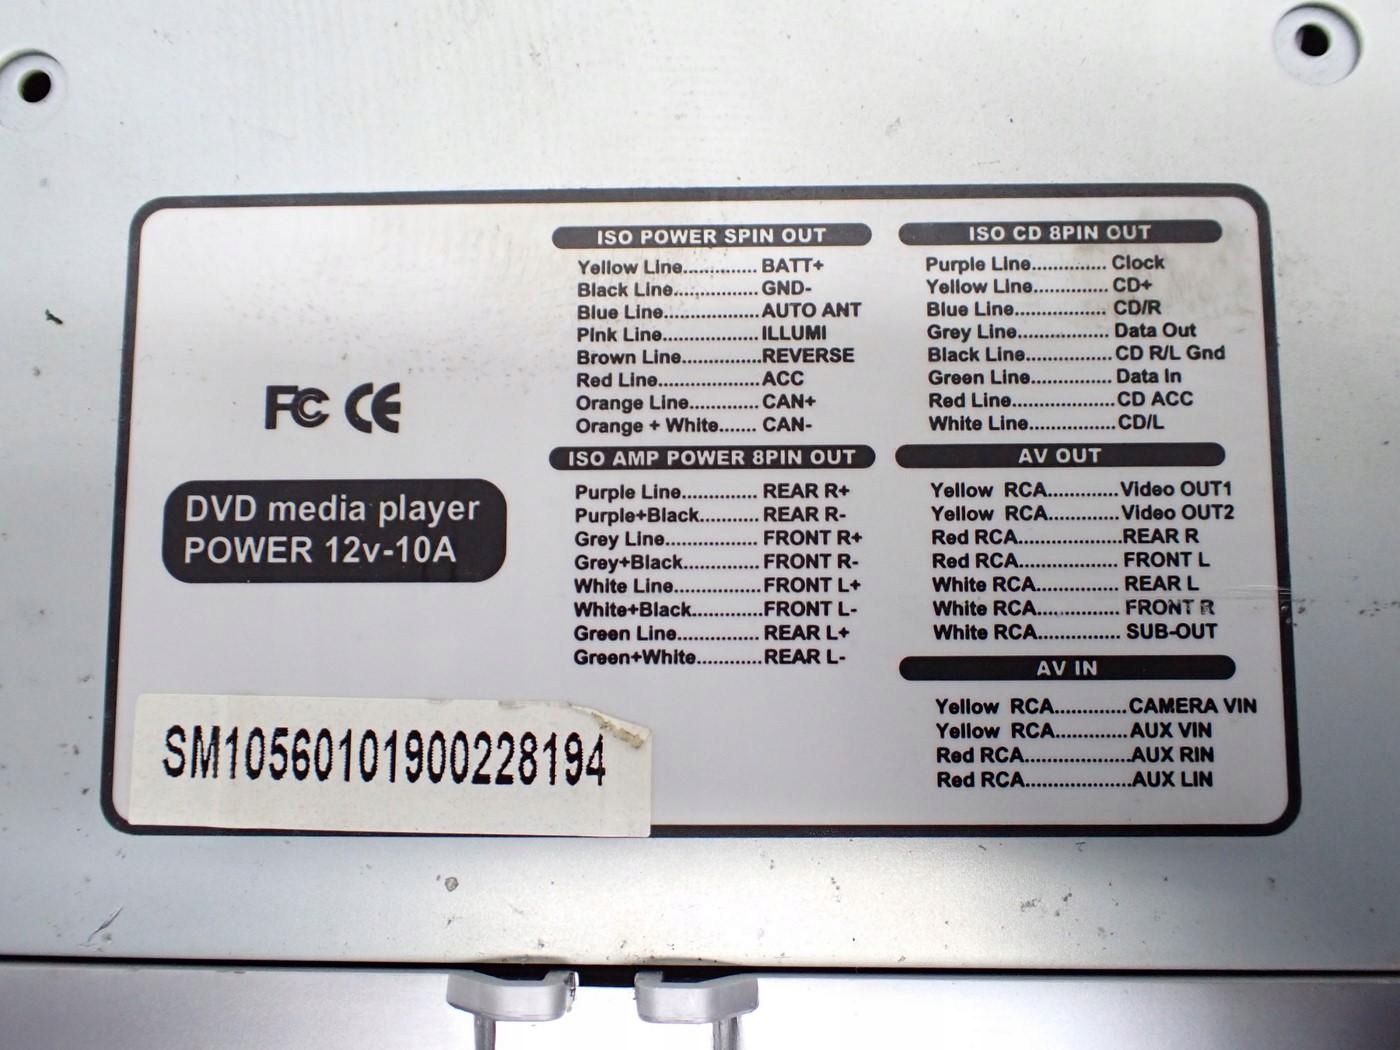 FC CE
DVD media player
POWER 12v-10A
SM10560101900228194
ISO POWER SPIN OUT
Yellow Line............. BATT+
Black Line...............GND-
Blue Line.................AUTO ANT
PInk Line.................ILLUMI
Brown Line..............REVERSE
Red Line..................ACC
Orange Line............ CAN+
Orange + White....... CAN-
ISO AMP POWER 8PIN OUT
Purple Line............. REAR R+
Purple+Black.......... REAR R-
Grey Line................ FRONT R+
Grey+Black............. FRONT R-
White Line...............FRONT L+
White+Black............FRONT L-
Green Line.............. REAR L+
Green+White...........REAR L-
ISO CD 8PIN OUT
Purple Line............. Clock
Yellow Line............. CD+
Blue Line................ CD/R
Grey Line................ Data Out
Black Line...............CD R/L Gnd
Green Line.............. Data In
Red Line................. CD ACC
White Line...............CD/L
AV OUT
Yellow RCA............Video OUT1
Yellow RCA............Video OUT2
Red RCA..................REAR R
Red RCA................. FRONT L
White RCA.............. REAR L
White RCA.............. FRONT R
White RCA.............. SUB-OUT
AV IN
Yellow RCA............CAMERA VIN
Yellow RCA............AUX VIN
Red RCA..................AUX RIN
Red RCA..................AUX LIN